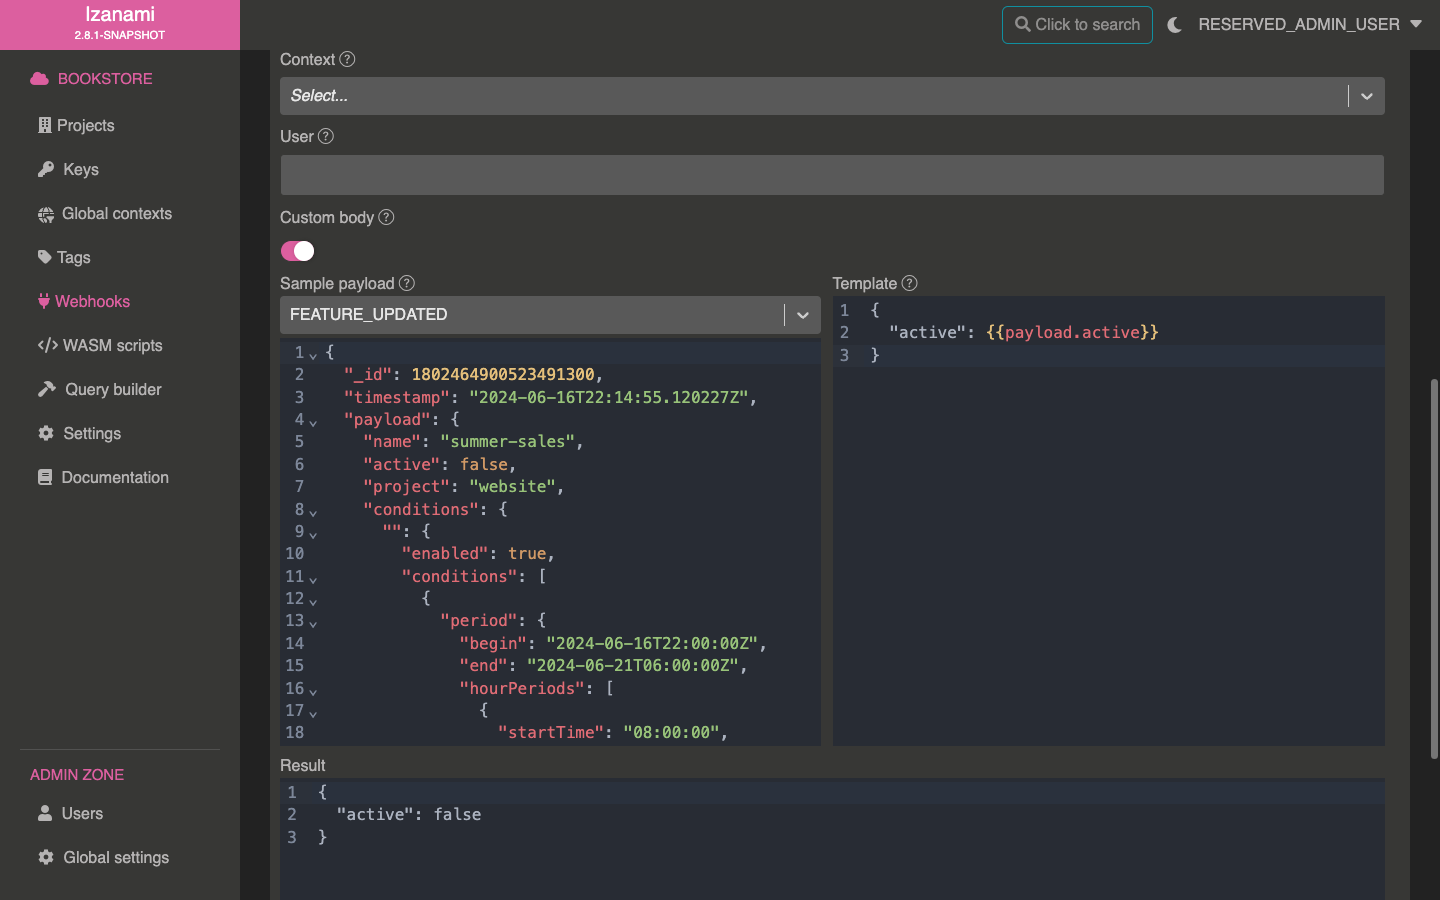 Izanami
2.8.1-SNAPSHOT
Click to search
RESERVED_ADMIN_USER
BOOKSTORE
Projects
Keys
Global contexts
Tags
Webhooks
WASM scripts
Query builder
Settings
Documentation
ADMIN ZONE
Users
Global settings
Context ?
Select...
User ?
Custom body ?
Sample payload ?
FEATURE_UPDATED
1 {
2 "_id": 1802464900523491300,
3 "timestamp": "2024-06-16T22:14:55.120227Z",
4 "payload": {
5 "name": "summer-sales",
6 "active": false,
7 "project": "website",
8 "conditions": {
9 "": {
10 "enabled": true,
11 "conditions": [
12 {
13 "period": {
14 "begin": "2024-06-16T22:00:00Z",
15 "end": "2024-06-21T06:00:00Z",
16 "hourPeriods": [
17 {
18 "startTime": "08:00:00",
Template ?
1 {
2 "active": {{payload.active}}
3 }
Result
1 {
2 "active": false
3 }